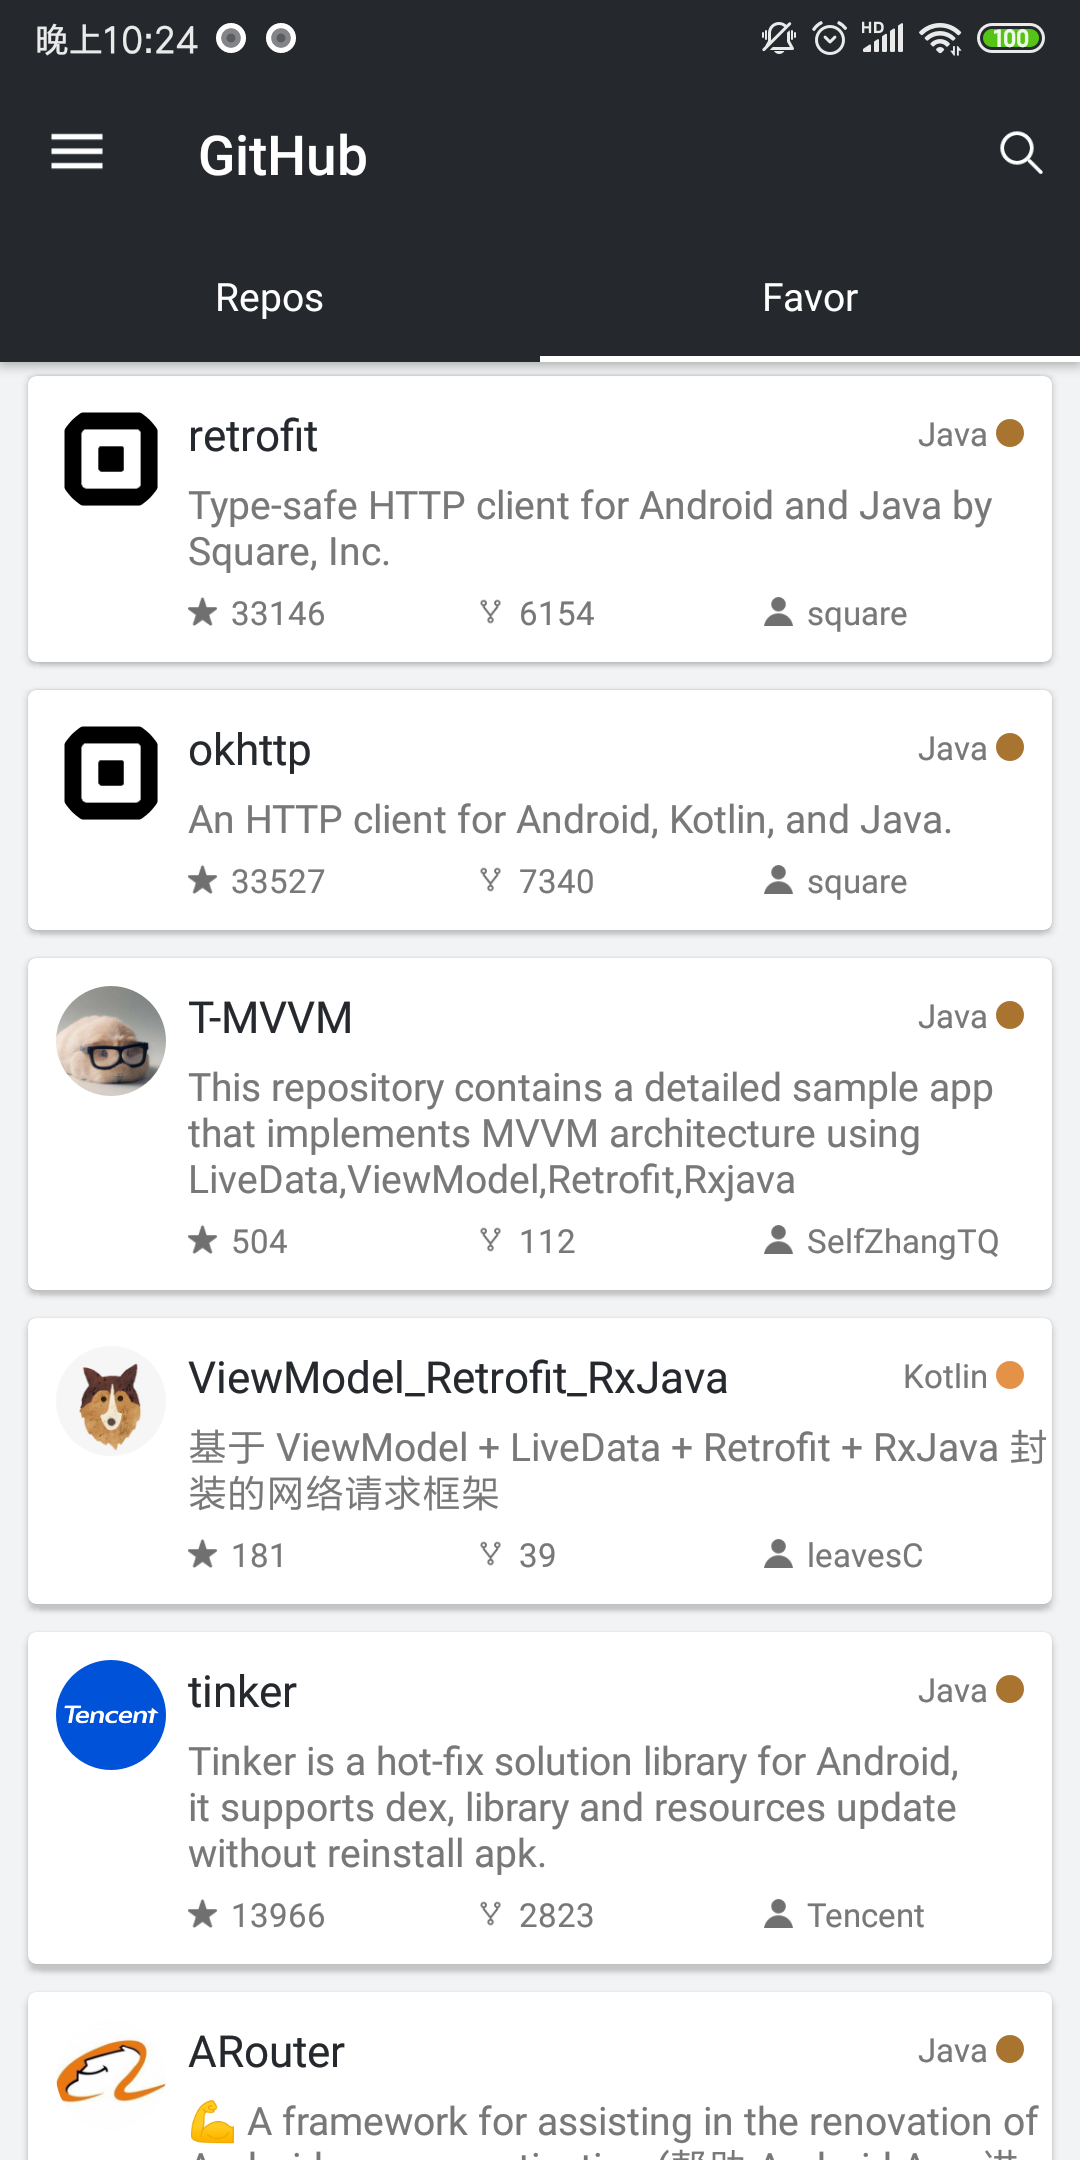 晚上10:24 HD 100
GitHub
Repos Favor
retrofit Java
Type-safe HTTP client for Android and Java by
Square, Inc.
33146 6154 square
okhttp Java
An HTTP client for Android, Kotlin, and Java.
33527 7340 square
T-MVVM Java
This repository contains a detailed sample app
that implements MVVM architecture using
LiveData,ViewModel,Retrofit,Rxjava
504 112 SelfZhangTQ
ViewModel_Retrofit_RxJava Kotlin
基于 ViewModel + LiveData + Retrofit + RxJava 封
装的网络请求框架
181 39 leavesC
Tencent
tinker Java
Tinker is a hot-fix solution library for Android,
it supports dex, library and resources update
without reinstall apk.
13966 2823 Tencent
ARouter Java
💪 A framework for assisting in the renovation of